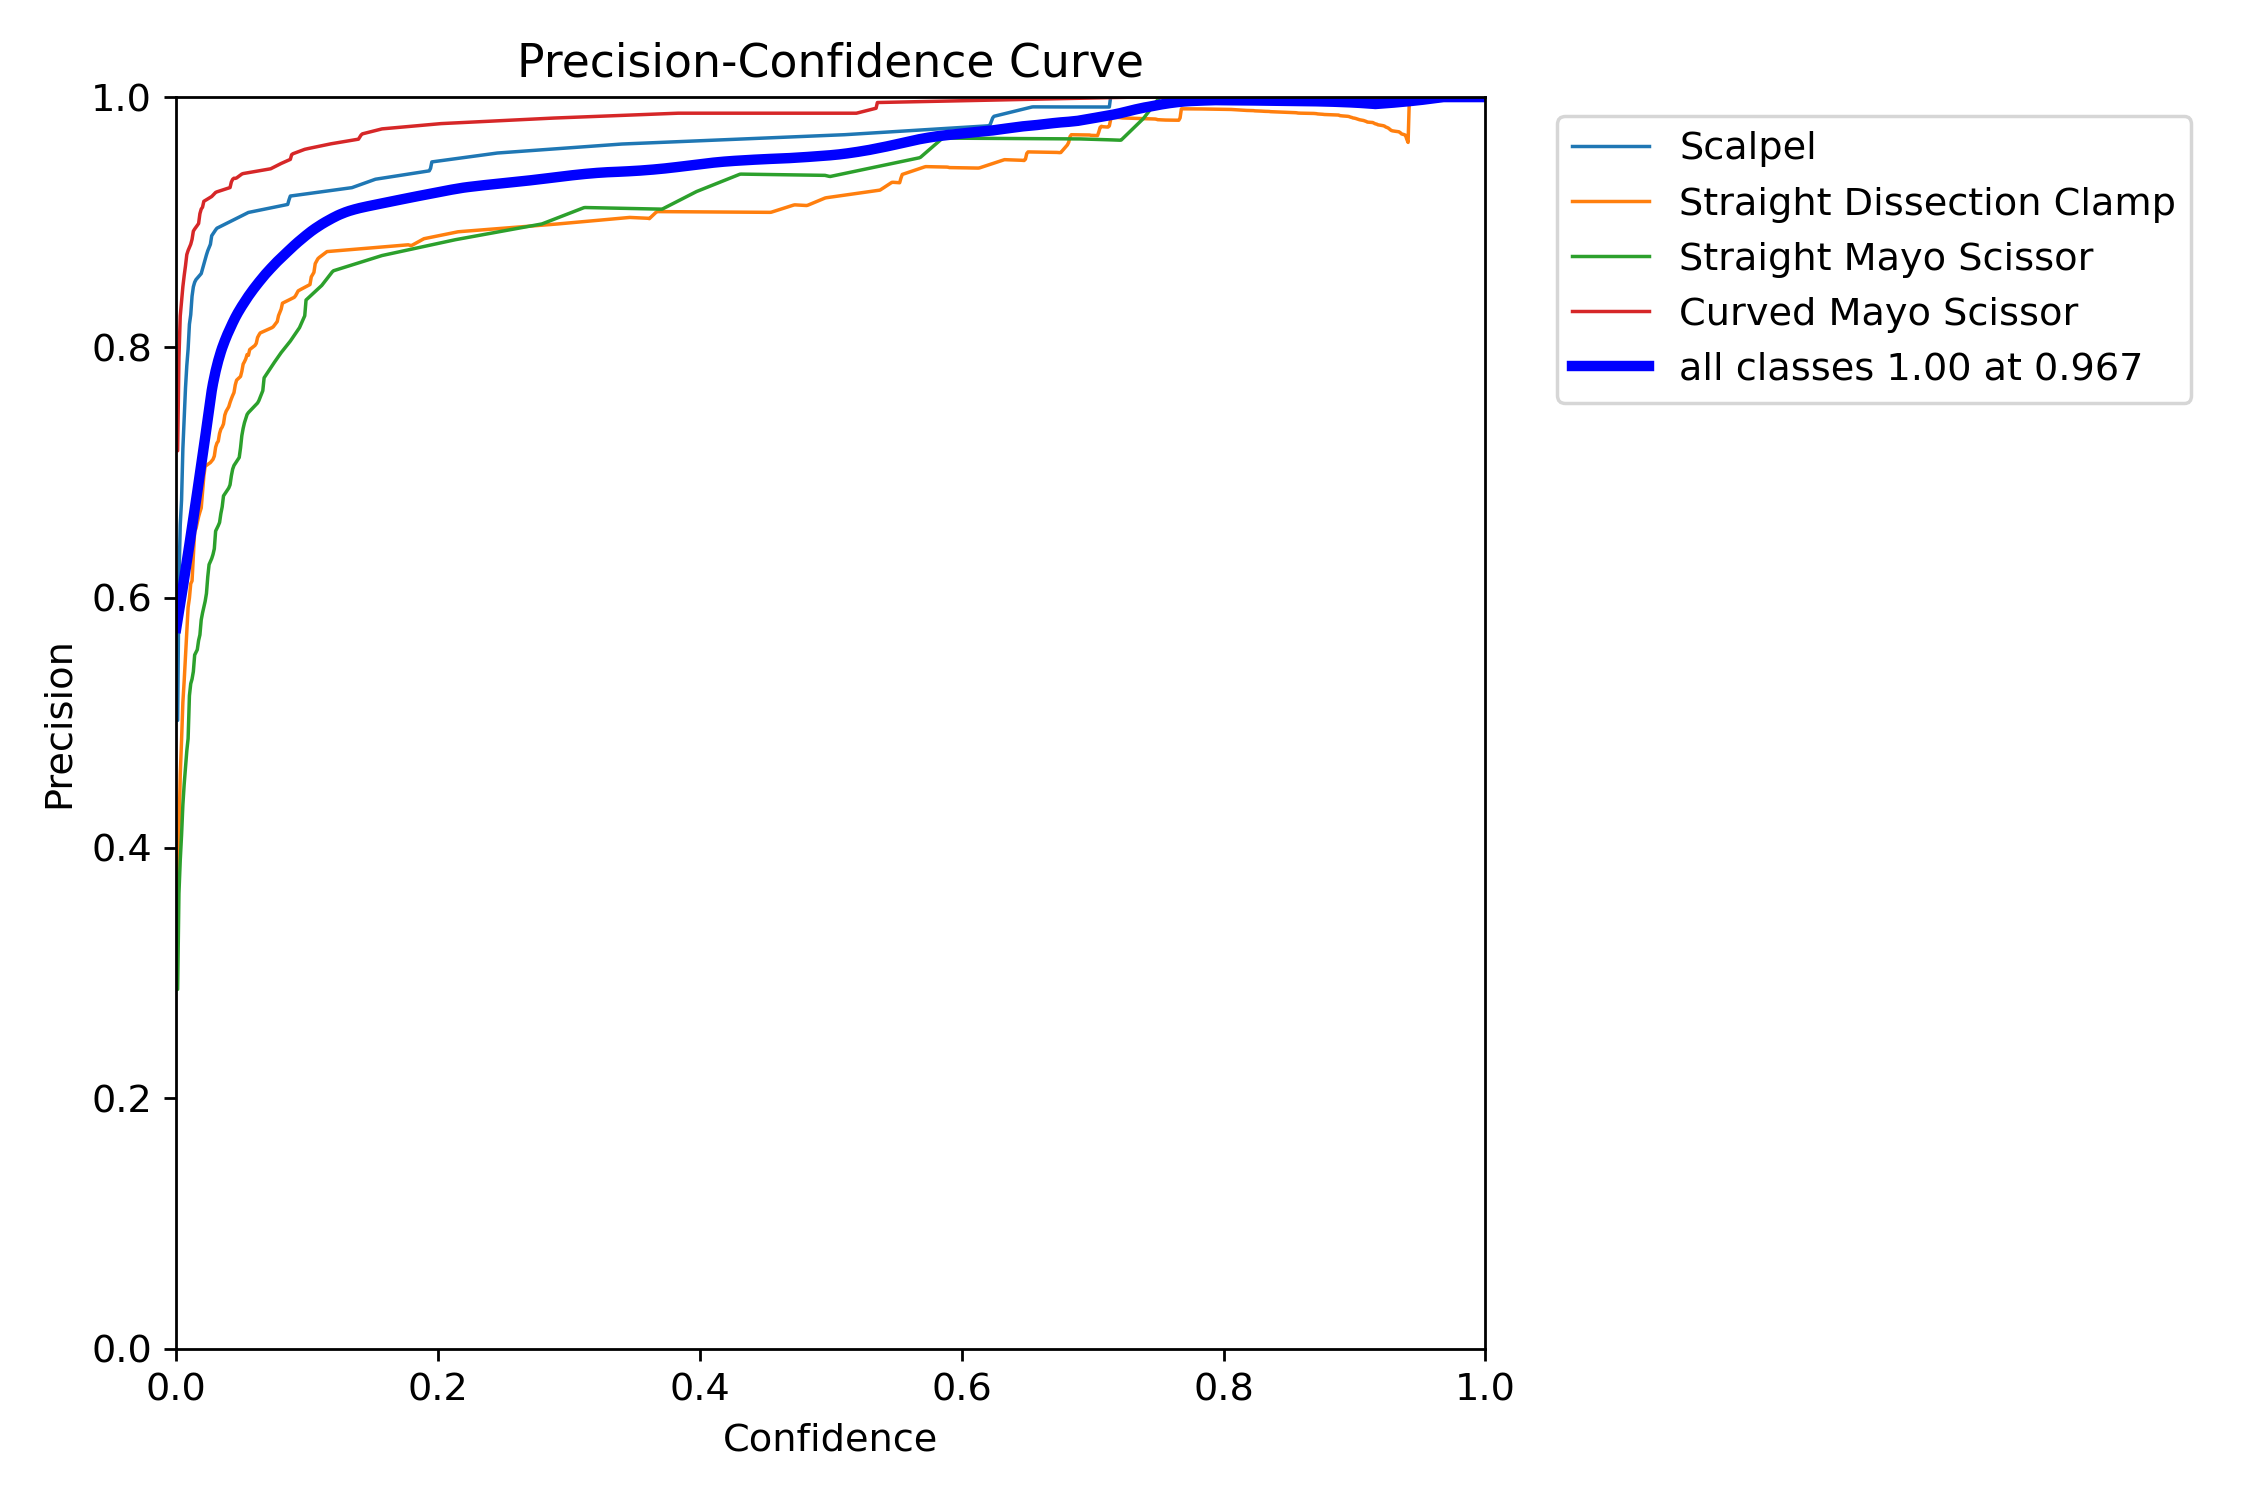 Precision-Confidence Curve
1.0
0.8
0.6
0.4
0.2
0.0
Precision
0.0 0.2 0.4 0.6 0.8 1.0
Confidence
Scalpel
Straight Dissection Clamp
Straight Mayo Scissor
Curved Mayo Scissor
all classes 1.00 at 0.967